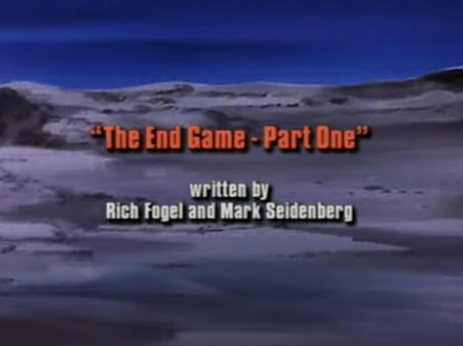 "The End Game - Part One"
written by
Rich Fogel and Mark Seidenberg